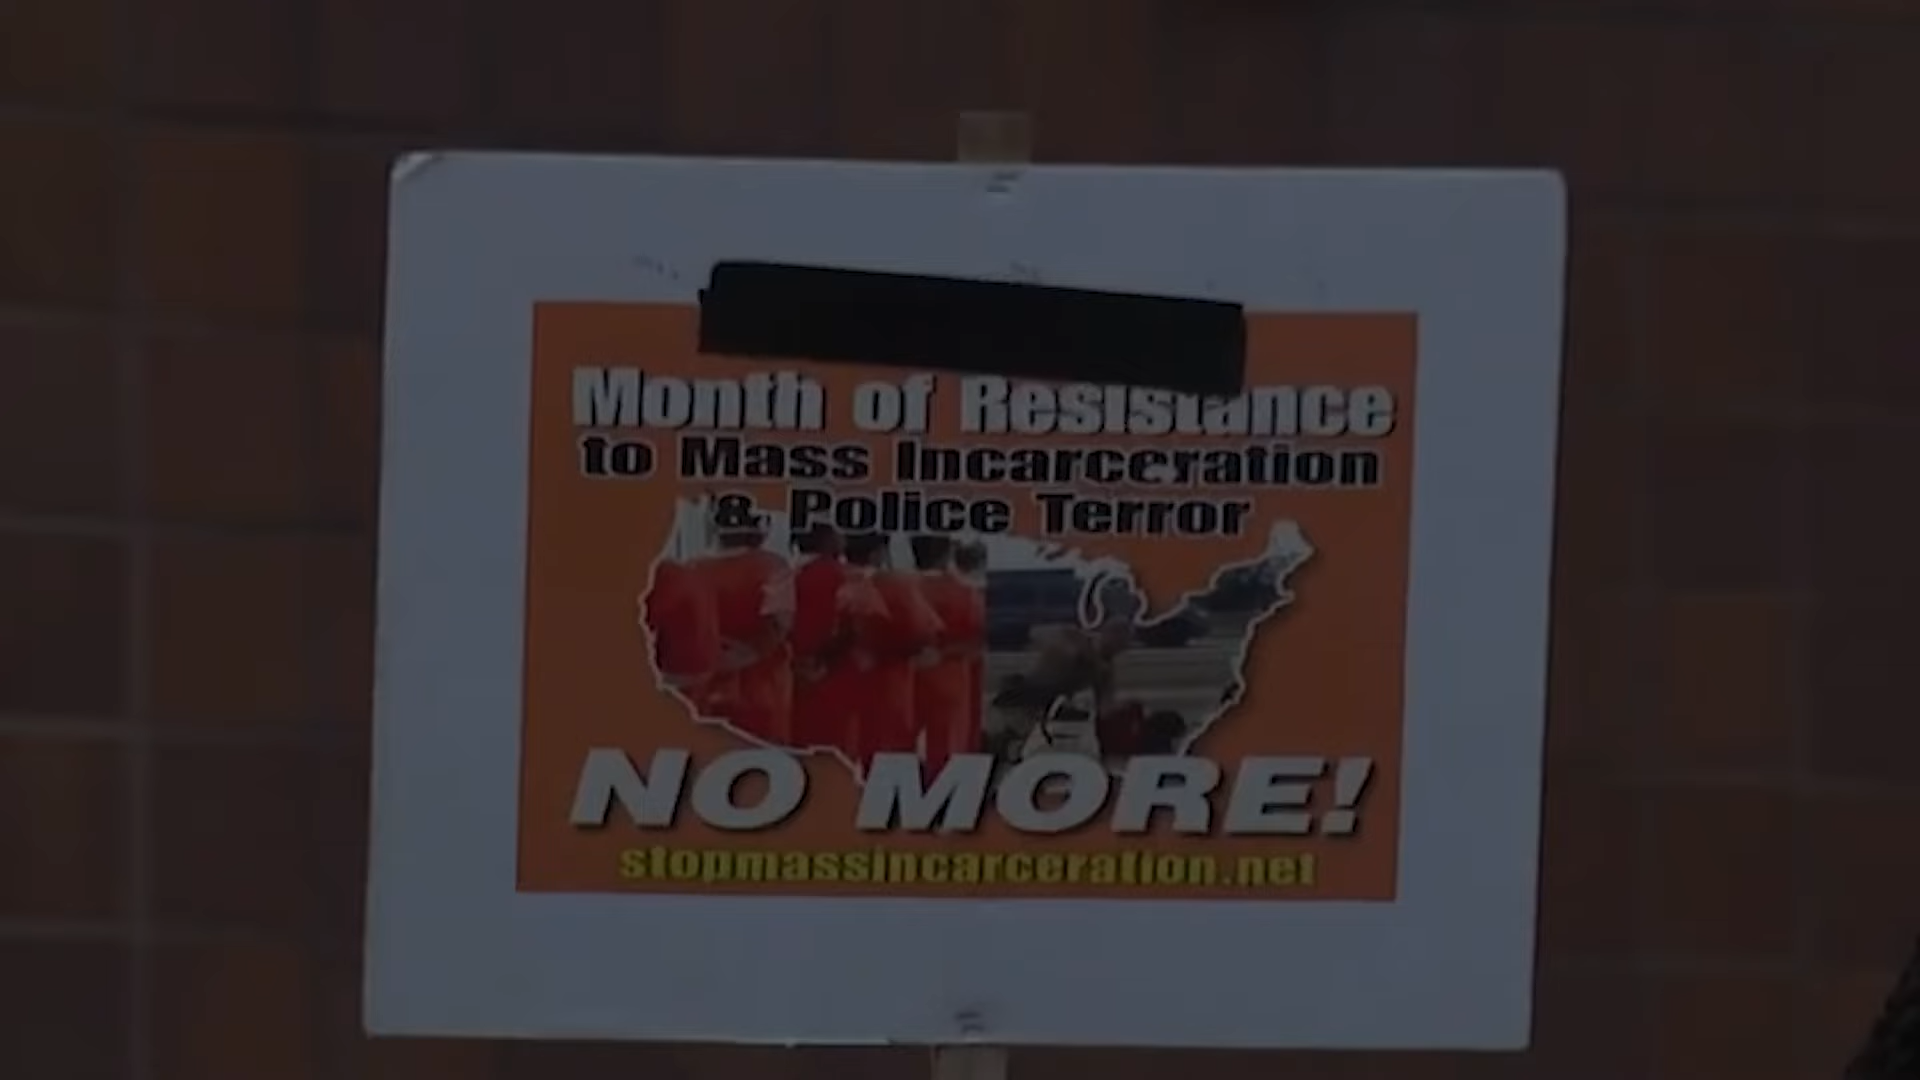 Month of Resistance
to Mass Incarceration
& Police Terror
NO MORE!
stopmassincarceration.net